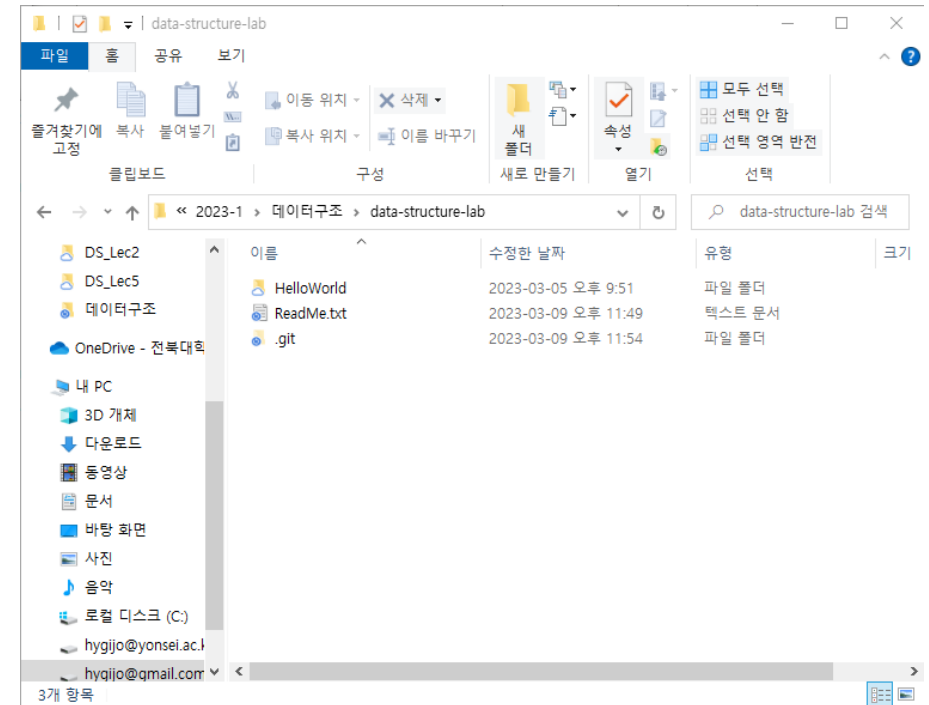 data-structure-lab
파일 홈 공유 보기
즐겨찾기에 고정
복사
붙여넣기
이동 위치
복사 위치
삭제
이름 바꾸기
새 폴더
속성
모두 선택
선택 안 함
선택 영역 반전
클립보드 구성 새로 만들기 열기 선택
« 2023-1 › 데이터구조 › data-structure-lab
data-structure-lab 검색
DS_Lec2
DS_Lec5
데이터구조
OneDrive - 전북대학
내 PC
3D 개체
다운로드
동영상
문서
바탕 화면
사진
음악
로컬 디스크 (C:)
hygijo@yonsei.ac.k
hygijo@gmail.com
이름 수정한 날짜 유형 크기
HelloWorld 2023-03-05 오후 9:51 파일 폴더
ReadMe.txt 2023-03-09 오후 11:49 텍스트 문서
.git 2023-03-09 오후 11:54 파일 폴더
3개 항목